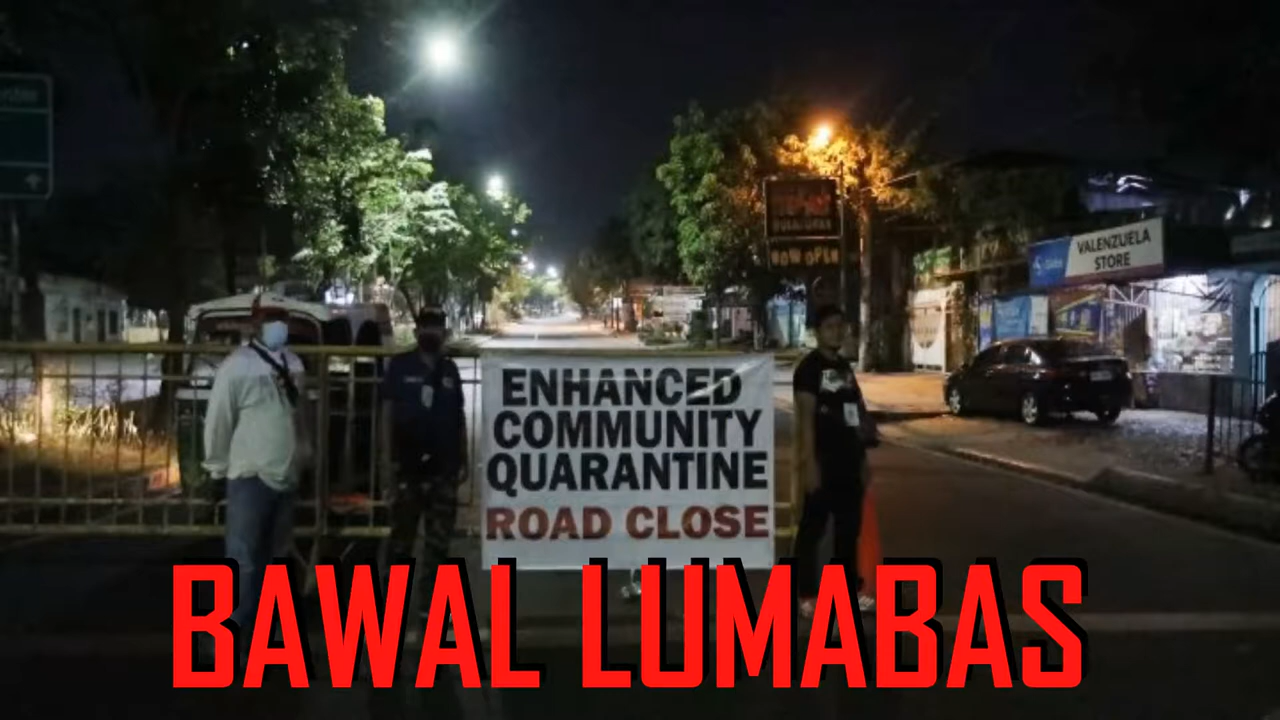 VALENZUELA
STORE
NOW OPEN
ENHANCED
COMMUNITY
QUARANTINE
ROAD CLOSE
BAWAL LUMABAS